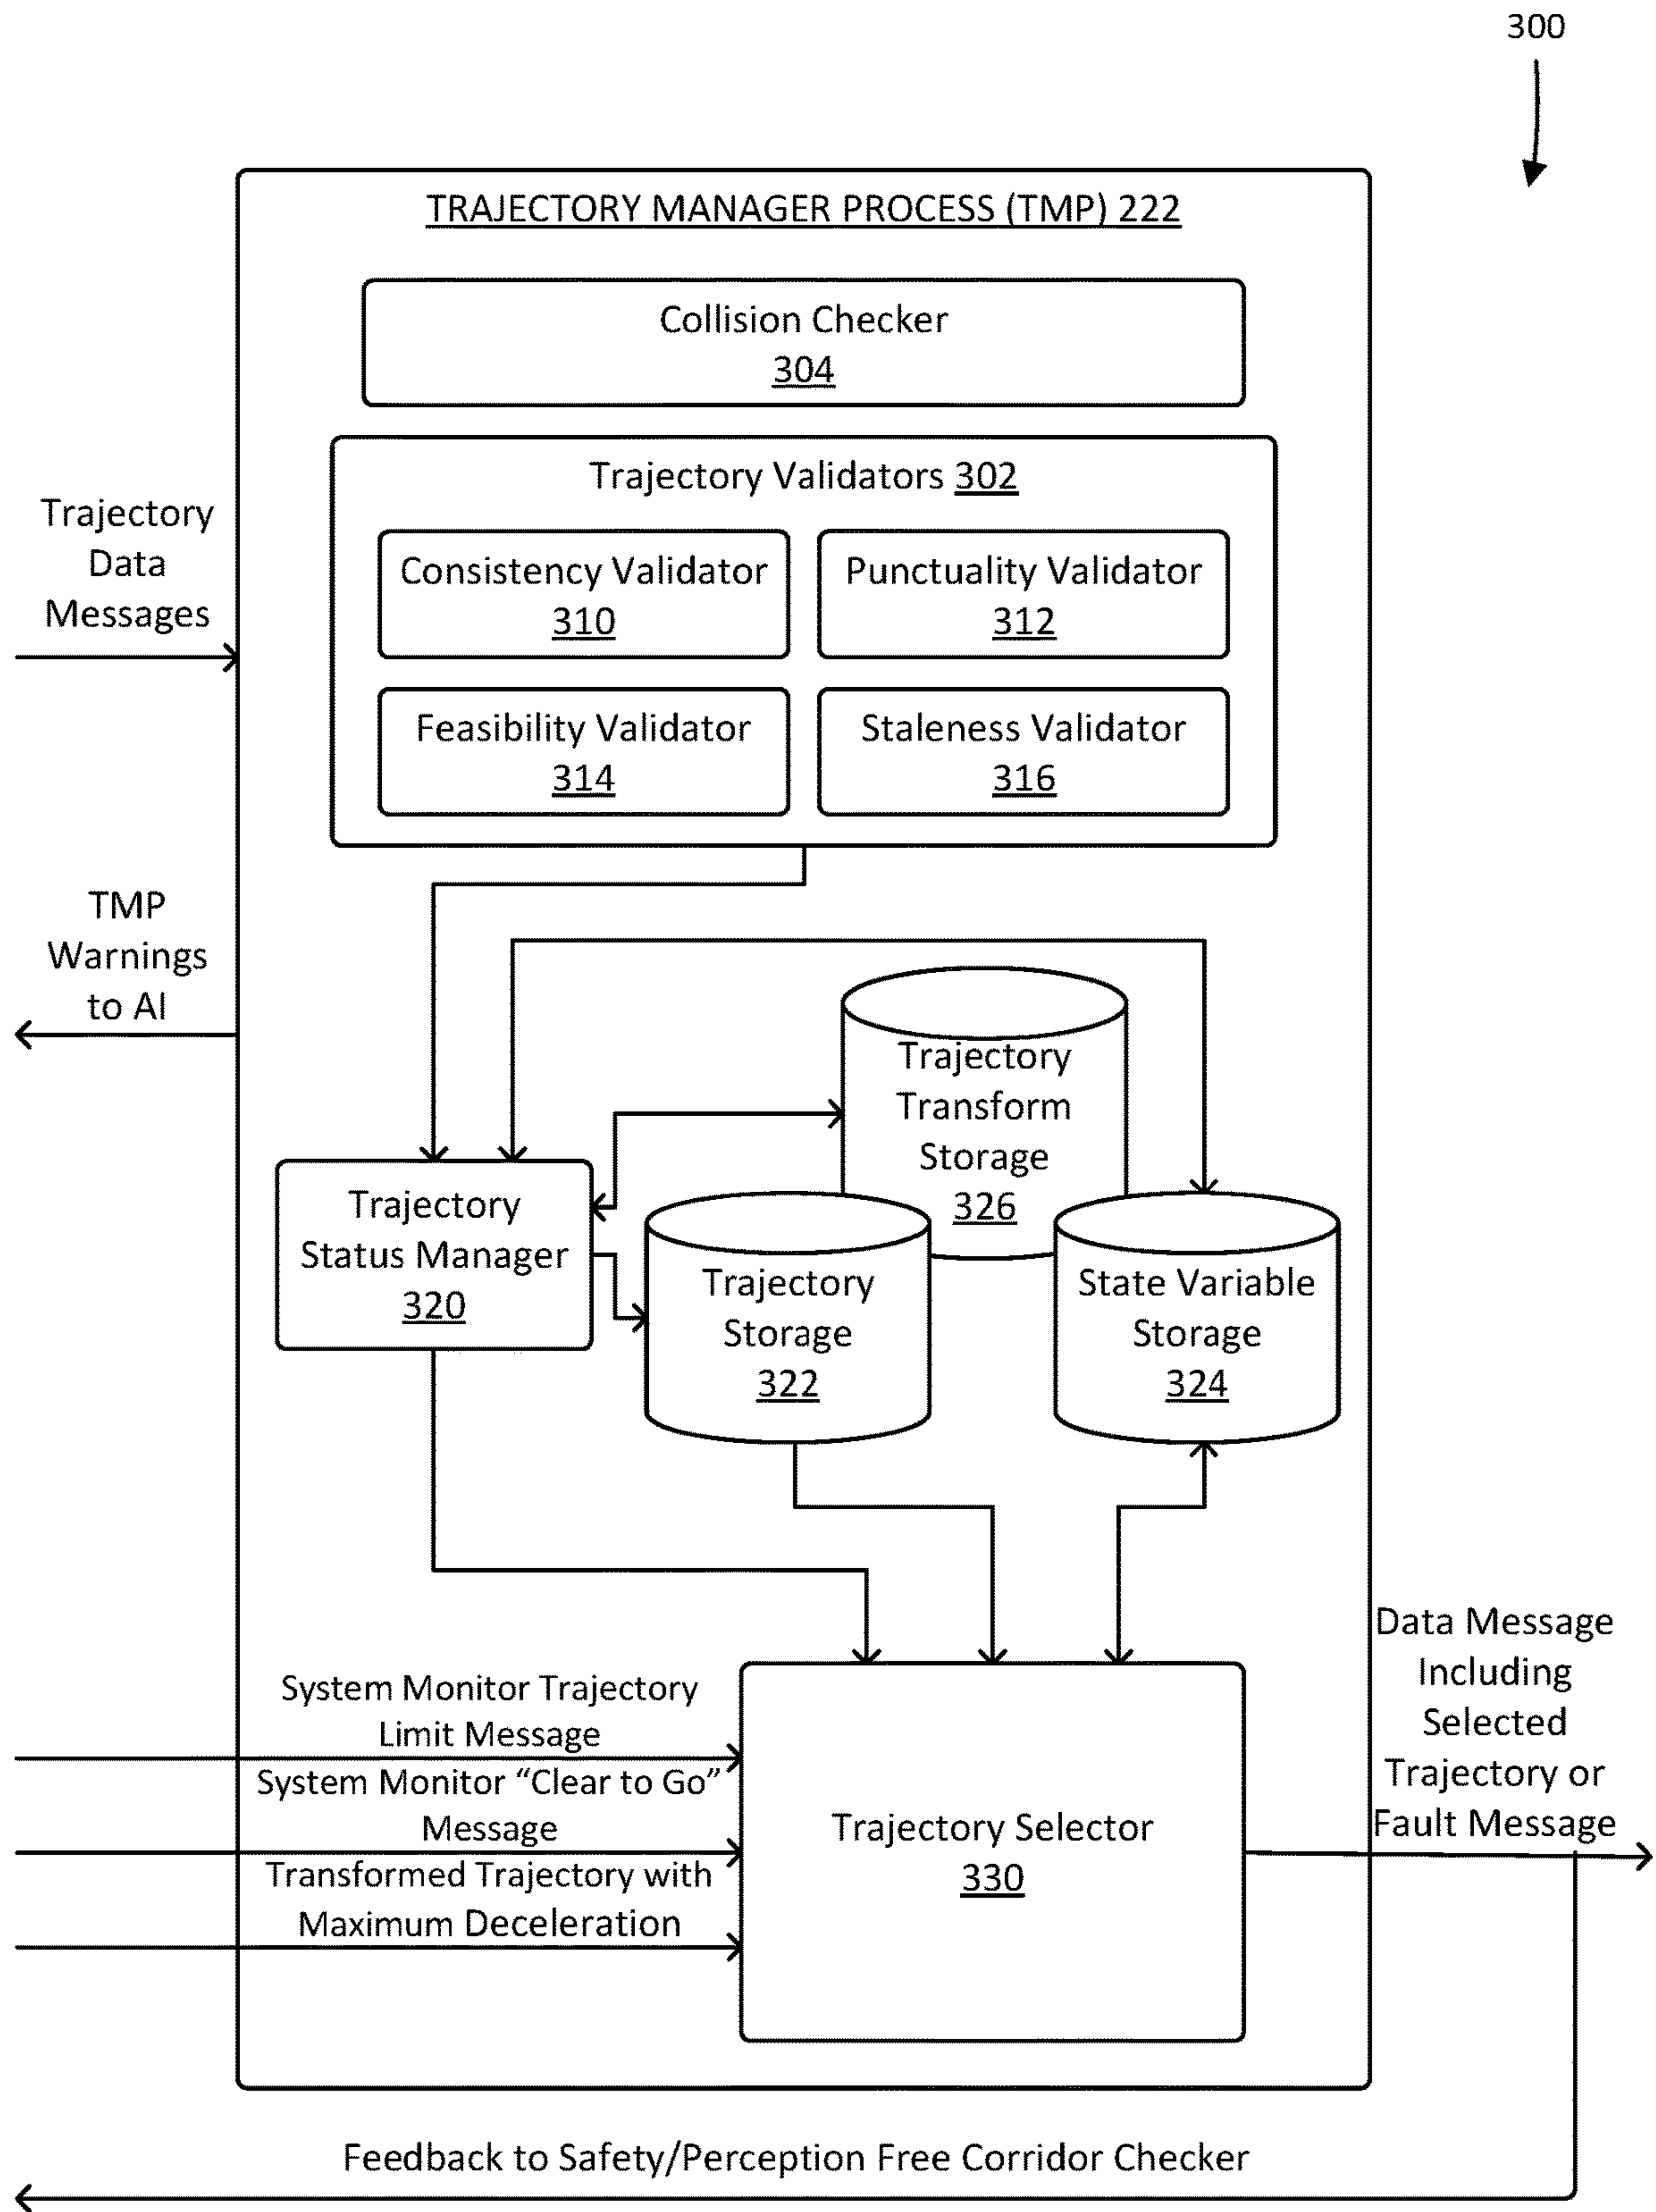 300
TRAJECTORY MANAGER PROCESS (TMP) 222
Collision Checker
304
Trajectory Validators 302
Consistency Validator
310
Punctuality Validator
312
Feasibility Validator
314
Staleness Validator
316
Trajectory
Data
Messages
TMP
Warnings
to AI
Trajectory
Transform
Storage
326
Trajectory
Status Manager
320
Trajectory
Storage
322
State Variable
Storage
324
System Monitor Trajectory
Limit Message
System Monitor “Clear to Go”
Message
Transformed Trajectory with
Maximum Deceleration
Trajectory Selector
330
Data Message
Including
Selected
Trajectory or
Fault Message
Feedback to Safety/Perception Free Corridor Checker